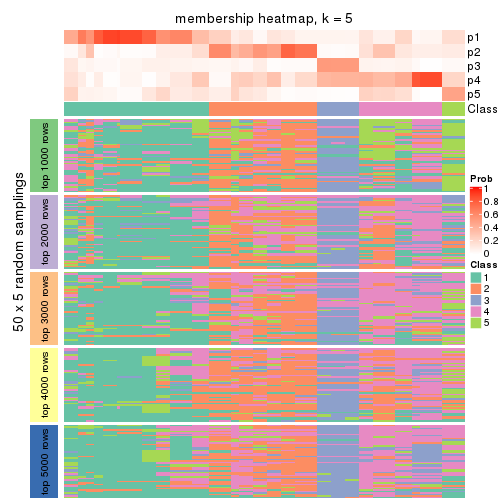 membership heatmap, k = 5
p1
p2
p3
p4
p5
Class
50 x 5 random samplings
top 1000 rows
top 2000 rows
top 3000 rows
top 4000 rows
top 5000 rows
Prob
1
0.8
0.6
0.4
0.2
0
Class
1
2
3
4
5